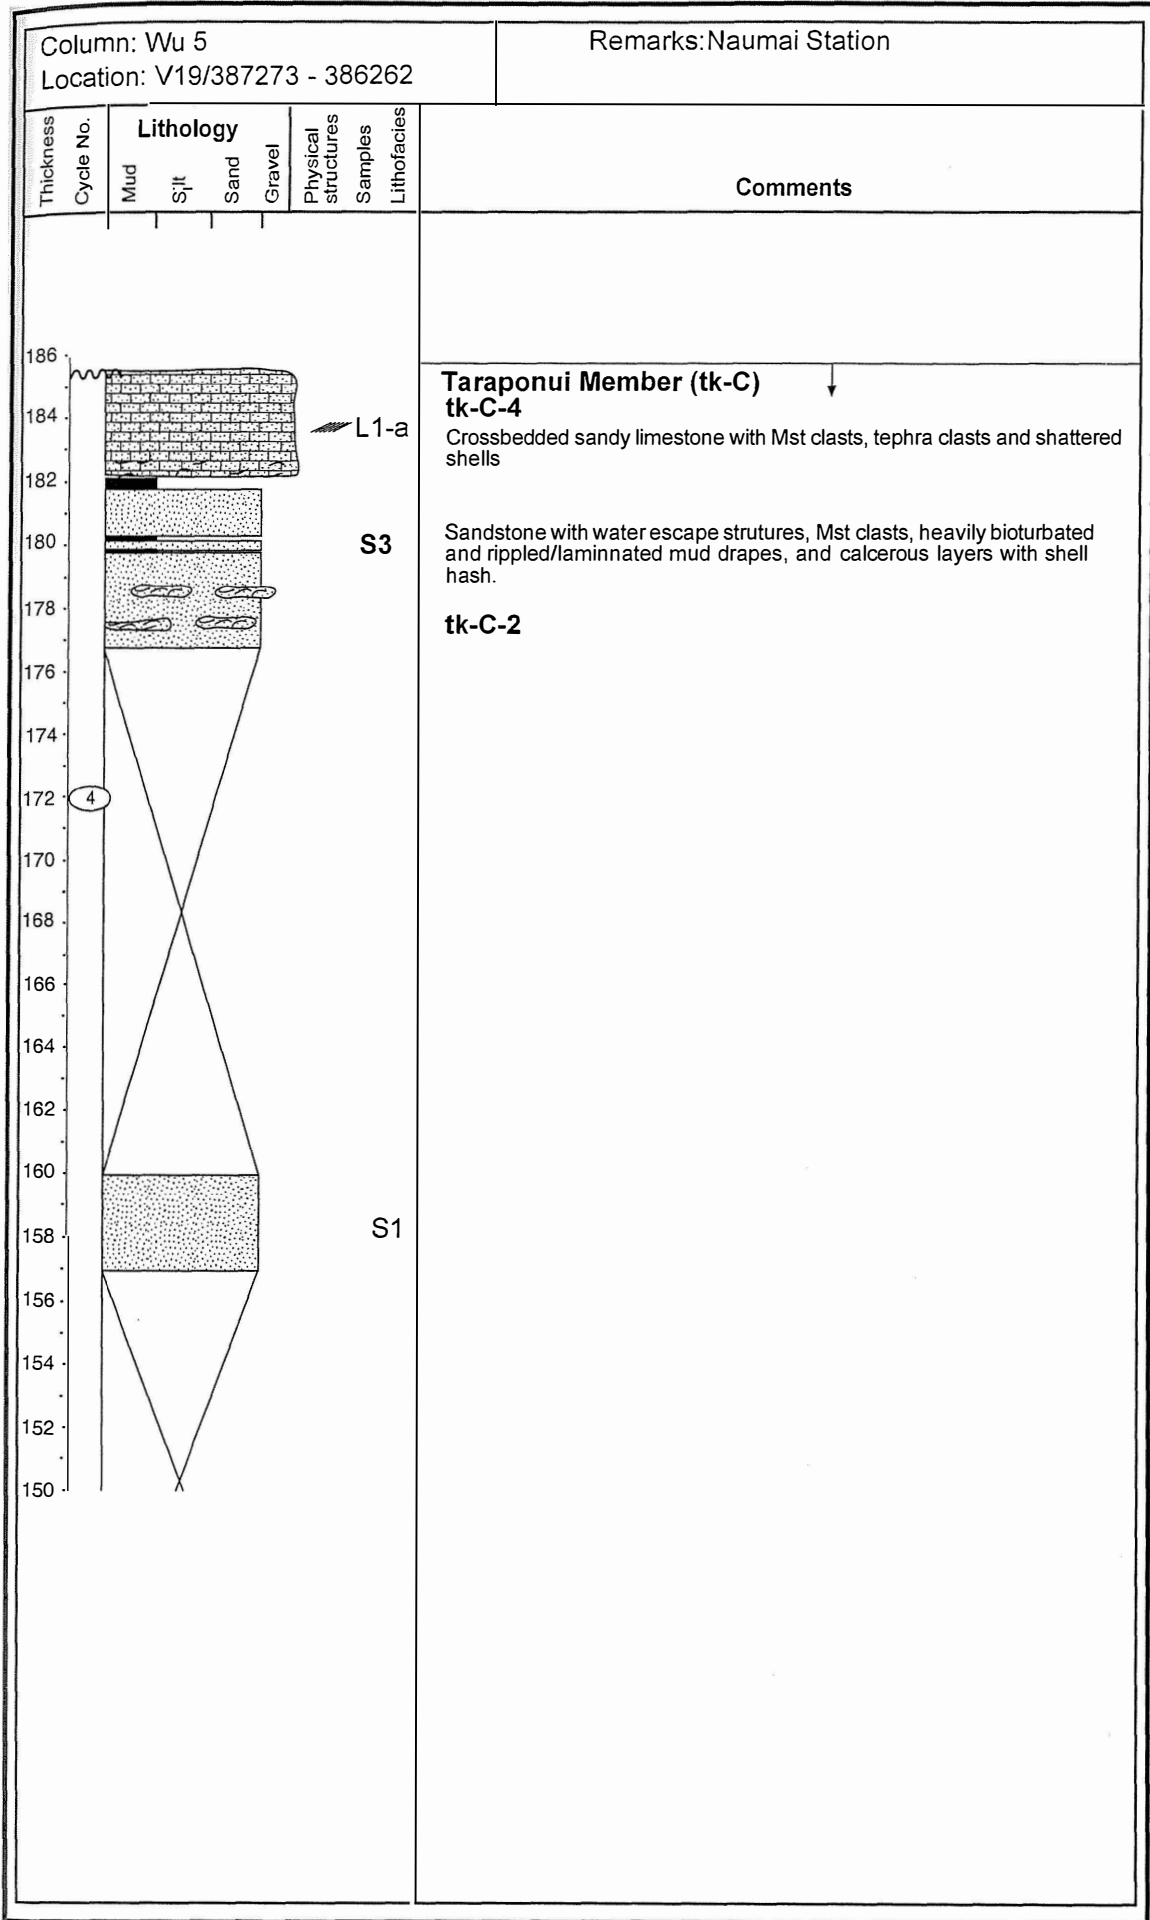 Column: Wu 5
Location: V19/387273 - 386262
Remarks:Naumai Station
Thickness
Cycle No.
Lithology
Mud
Silt
Sand
Gravel
Physical
structures
Samples
Lithofacies
Comments
186
184
182
180
178
176
174
172
170
168
166
164
162
160
158
156
154
152
150
4
L1-a
S3
S1
Taraponui Member (tk-C)
tk-C-4
Crossbedded sandy limestone with Mst clasts, tephra clasts and shattered
shells
Sandstone with water escape strutures, Mst clasts, heavily bioturbated
and rippled/laminnated mud drapes, and calcerous layers with shell
hash.
tk-C-2